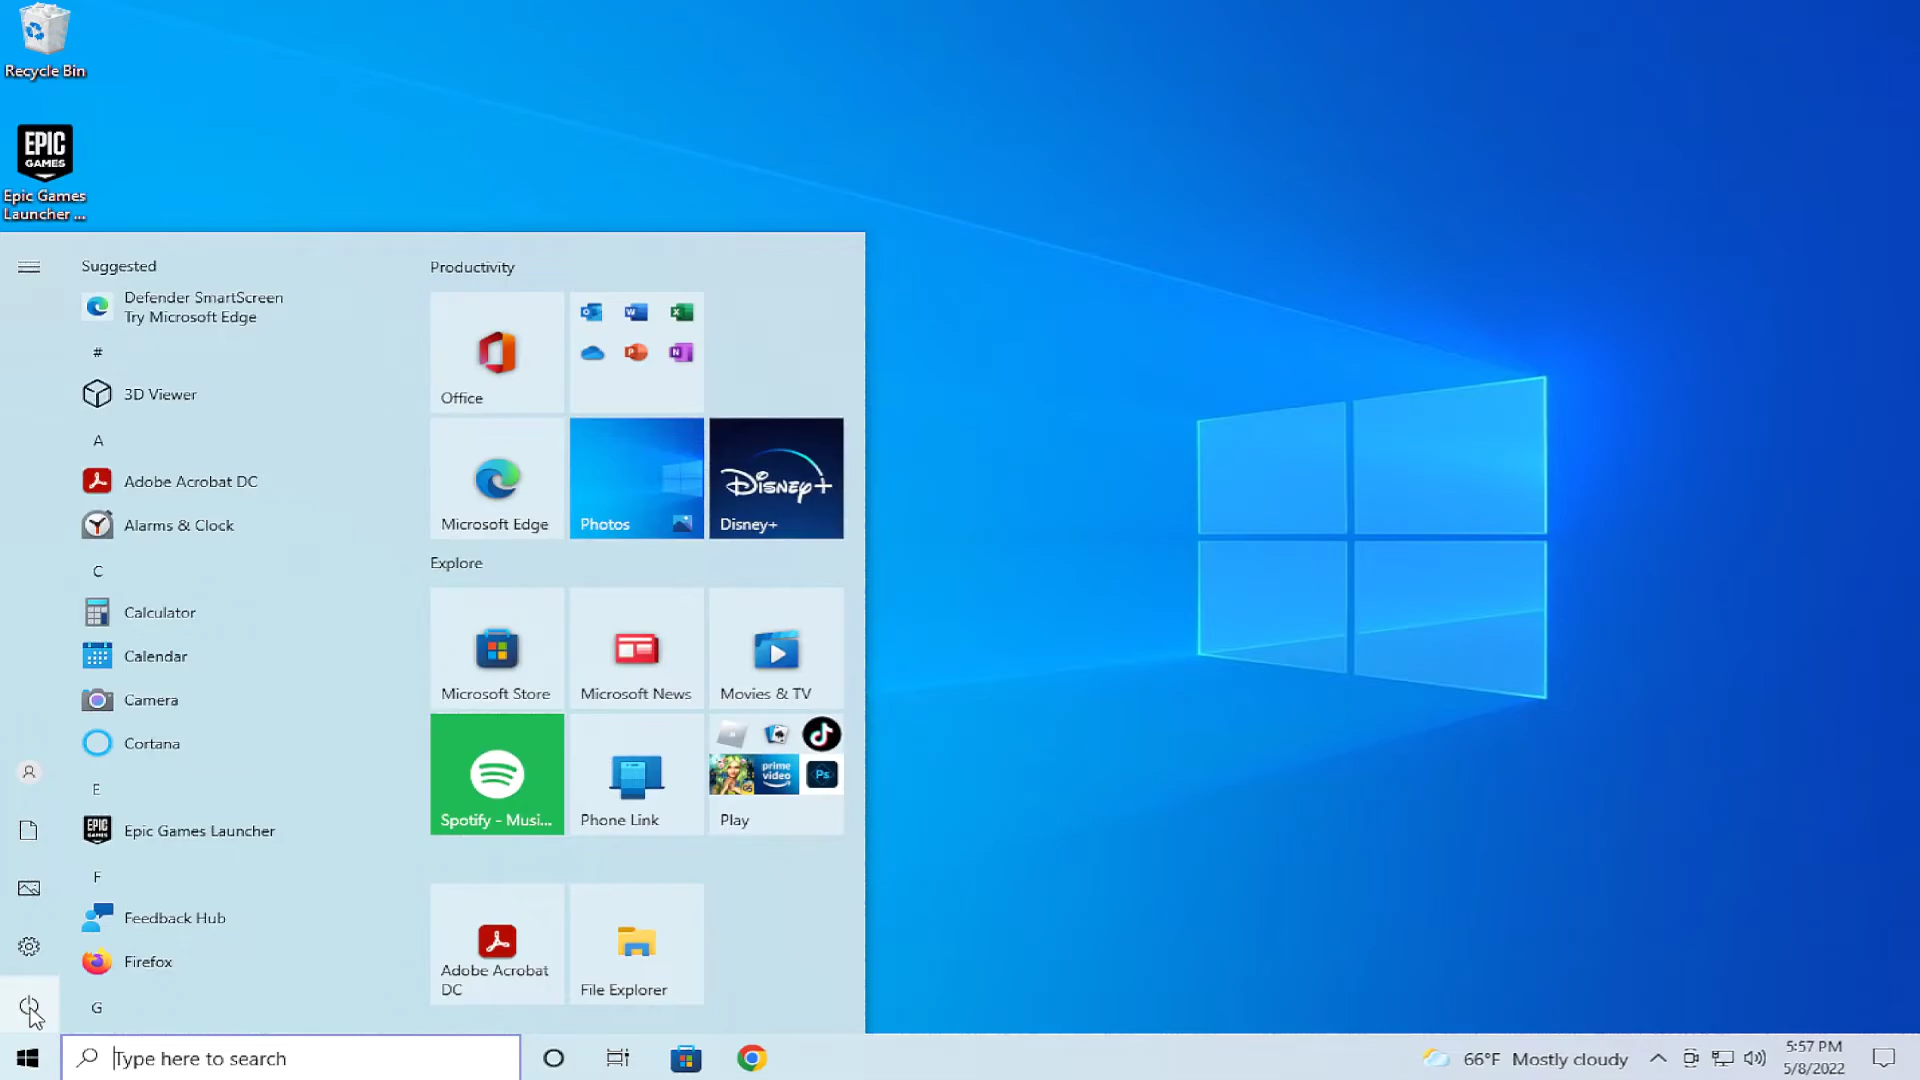 Recycle Bin
EPIC
GAMES
Epic Games
Launcher ...
Suggested
Defender SmartScreen
Try Microsoft Edge
#
3D Viewer
A
Adobe Acrobat DC
Alarms & Clock
C
Calculator
Calendar
Camera
Cortana
E
EPIC
GAMES
Epic Games Launcher
F
Feedback Hub
Firefox
G
Productivity
Office
Microsoft Edge
Photos
Disney+
Disney+
Explore
Microsoft Store
Microsoft News
Movies & TV
Spotify - Musi...
Phone Link
prime
video
Ps
Play
Adobe Acrobat
DC
File Explorer
Type here to search
66°F Mostly cloudy
5:57 PM
5/8/2022